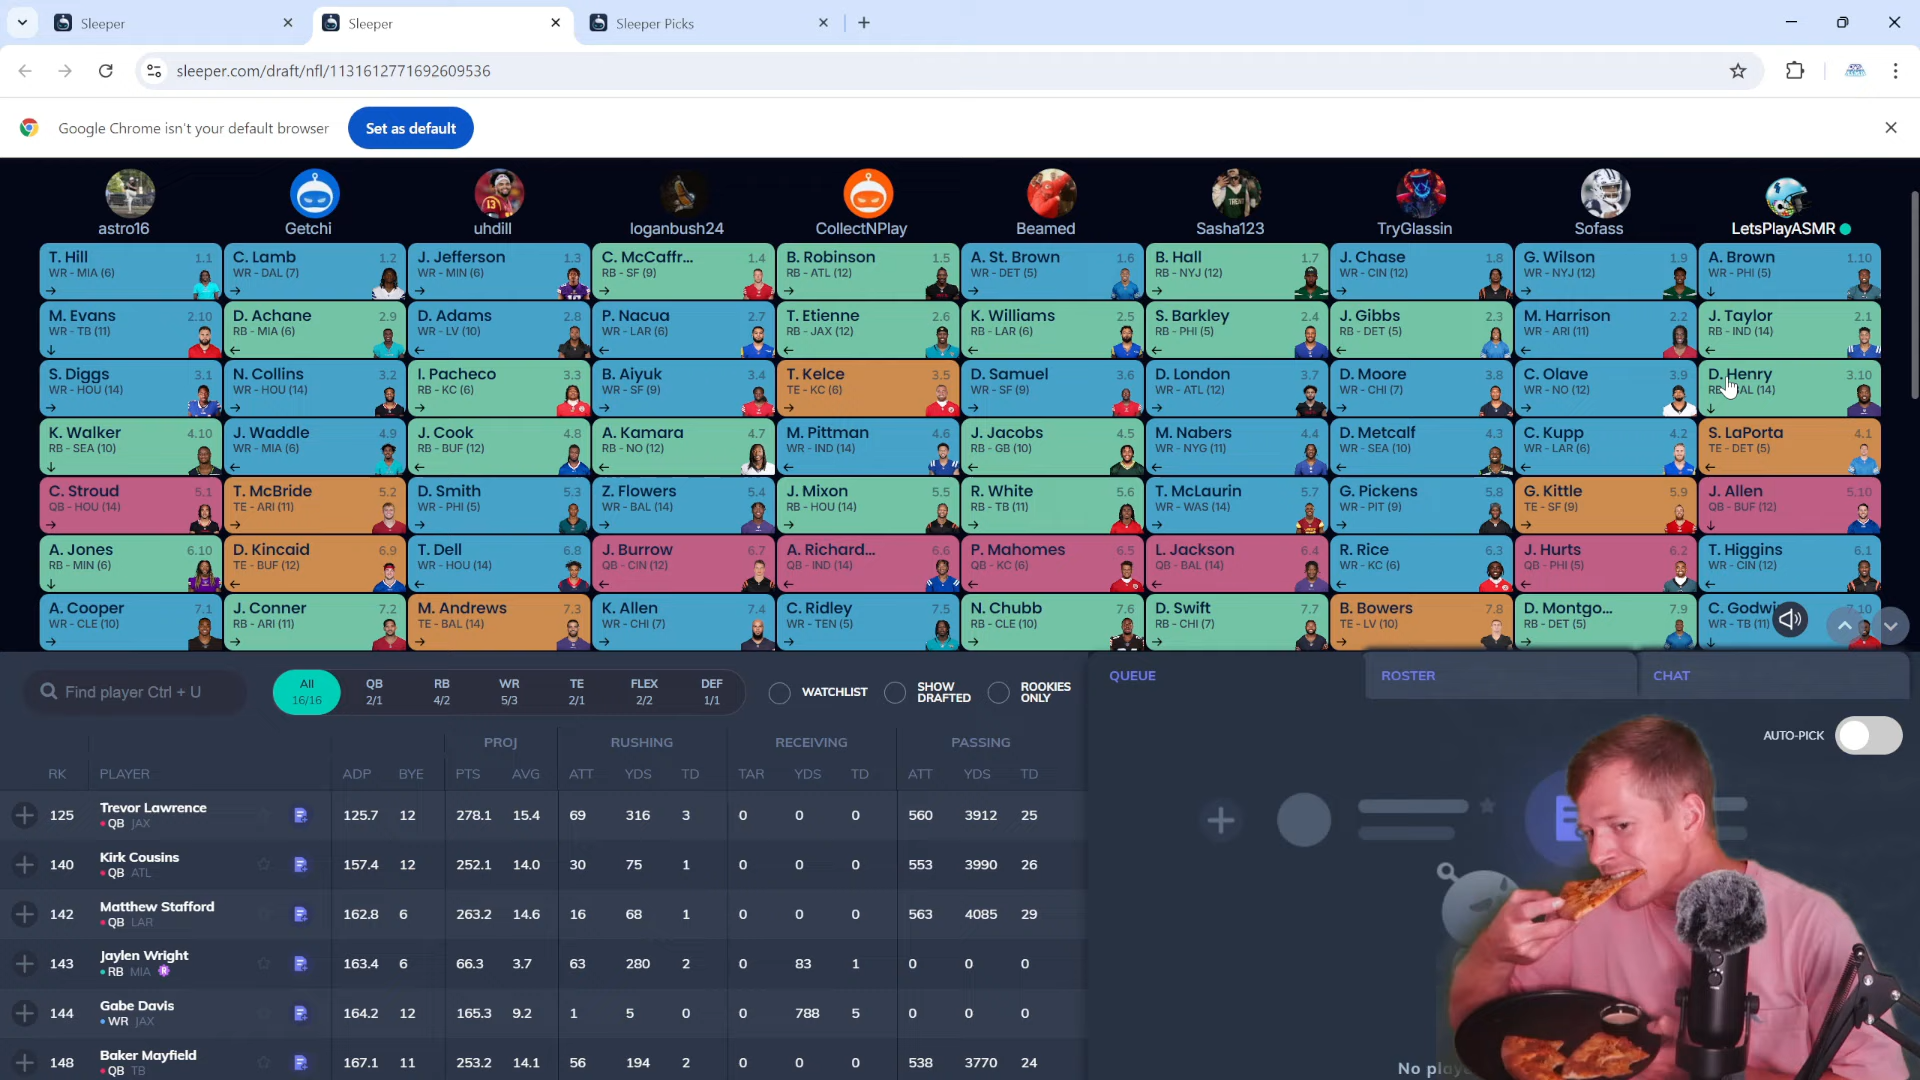 Sleeper
Sleeper
Sleeper Picks
sleeper.com/draft/nfl/1131612771692609536
Google Chrome isn't your default browser
Set as default
astro16 Getchi uhdill loganbush24 CollectNPlay Beamed Sasha123 TryGlassin Sofass LetsPlayASMR
T. Hill 1.1 C. Lamb 1.2 J. Jefferson 1.3 C. McCaffr... 1.4 B. Robinson 1.5 A. St. Brown 1.6 B. Hall 1.7 J. Chase 1.8 G. Wilson 1.9 A. Brown 1.10
WR - MIA (6) WR - DAL (7) WR - MIN (6) RB - SF (9) RB - ATL (12) WR - DET (5) RB - NYJ (12) WR - CIN (12) WR - NYJ (12) WR - PHI (5)
M. Evans 2.10 D. Achane 2.9 D. Adams 2.8 P. Nacua 2.7 T. Etienne 2.6 K. Williams 2.5 S. Barkley 2.4 J. Gibbs 2.3 M. Harrison 2.2 J. Taylor 2.1
WR - TB (11) RB - MIA (6) WR - LV (10) WR - LAR (6) RB - JAX (12) RB - LAR (6) RB - PHI (5) RB - DET (5) WR - ARI (11) RB - IND (14)
S. Diggs 3.1 N. Collins 3.2 I. Pacheco 3.3 B. Aiyuk 3.4 T. Kelce 3.5 D. Samuel 3.6 D. London 3.7 D. Moore 3.8 C. Olave 3.9 D. Henry 3.10
WR - HOU (14) WR - HOU (14) RB - KC (6) WR - SF (9) TE - KC (6) WR - SF (9) WR - ATL (12) WR - CHI (7) WR - NO (12) RB AL (14)
K. Walker 4.10 J. Waddle 4.9 J. Cook 4.8 A. Kamara 4.7 M. Pittman 4.6 J. Jacobs 4.5 M. Nabers 4.4 D. Metcalf 4.3 C. Kupp 4.2 S. LaPorta 4.1
RB - SEA (10) WR - MIA (6) RB - BUF (12) RB - NO (12) WR - IND (14) RB - GB (10) WR - NYG (11) WR - SEA (10) WR - LAR (6) TE - DET (5)
C. Stroud 5.1 T. McBride 5.2 D. Smith 5.3 Z. Flowers 5.4 J. Mixon 5.5 R. White 5.6 T. McLaurin 5.7 G. Pickens 5.8 G. Kittle 5.9 J. Allen 5.10
QB - HOU (14) TE - ARI (11) WR - PHI (5) WR - BAL (14) RB - HOU (14) RB - TB (11) WR - WAS (14) WR - PIT (9) TE - SF (9) QB - BUF (12)
A. Jones 6.10 D. Kincaid 6.9 T. Dell 6.8 J. Burrow 6.7 A. Richard... 6.6 P. Mahomes 6.5 L. Jackson 6.4 R. Rice 6.3 J. Hurts 6.2 T. Higgins 6.1
RB - MIN (6) TE - BUF (12) WR - HOU (14) QB - CIN (12) QB - IND (14) QB - KC (6) QB - BAL (14) WR - KC (6) QB - PHI (5) WR - CIN (12)
A. Cooper 7.1 J. Conner 7.2 M. Andrews 7.3 K. Allen 7.4 C. Ridley 7.5 N. Chubb 7.6 D. Swift 7.7 B. Bowers 7.8 D. Montgo... 7.9 C. Godwi 7.10
WR - CLE (10) RB - ARI (11) TE - BAL (14) WR - CHI (7) WR - TEN (5) RB - CLE (10) RB - CHI (7) TE - LV (10) RB - DET (5) WR - TB (11)
Find player Ctrl + U
All QB RB WR TE FLEX DEF
16/16 2/1 4/2 5/3 2/1 2/2 1/1
WATCHLIST SHOW DRAFTED ROOKIES ONLY
QUEUE ROSTER CHAT
AUTO-PICK
PROJ RUSHING RECEIVING PASSING
RK PLAYER ADP BYE PTS AVG ATT YDS TD TAR YDS TD ATT YDS TD
125 Trevor Lawrence QB JAX 125.7 12 278.1 15.4 69 316 3 0 0 0 560 3912 25
140 Kirk Cousins QB ATL 157.4 12 252.1 14.0 30 75 1 0 0 0 553 3990 26
142 Matthew Stafford QB LAR 162.8 6 263.2 14.6 16 68 1 0 0 0 563 4085 29
143 Jaylen Wright RB MIA R 163.4 6 66.3 3.7 63 280 2 0 83 1 0 0 0
144 Gabe Davis WR JAX 164.2 12 165.3 9.2 1 5 0 0 788 5 0 0 0
148 Baker Mayfield QB TB 167.1 11 253.2 14.1 56 194 2 0 0 0 538 3770 24
No play